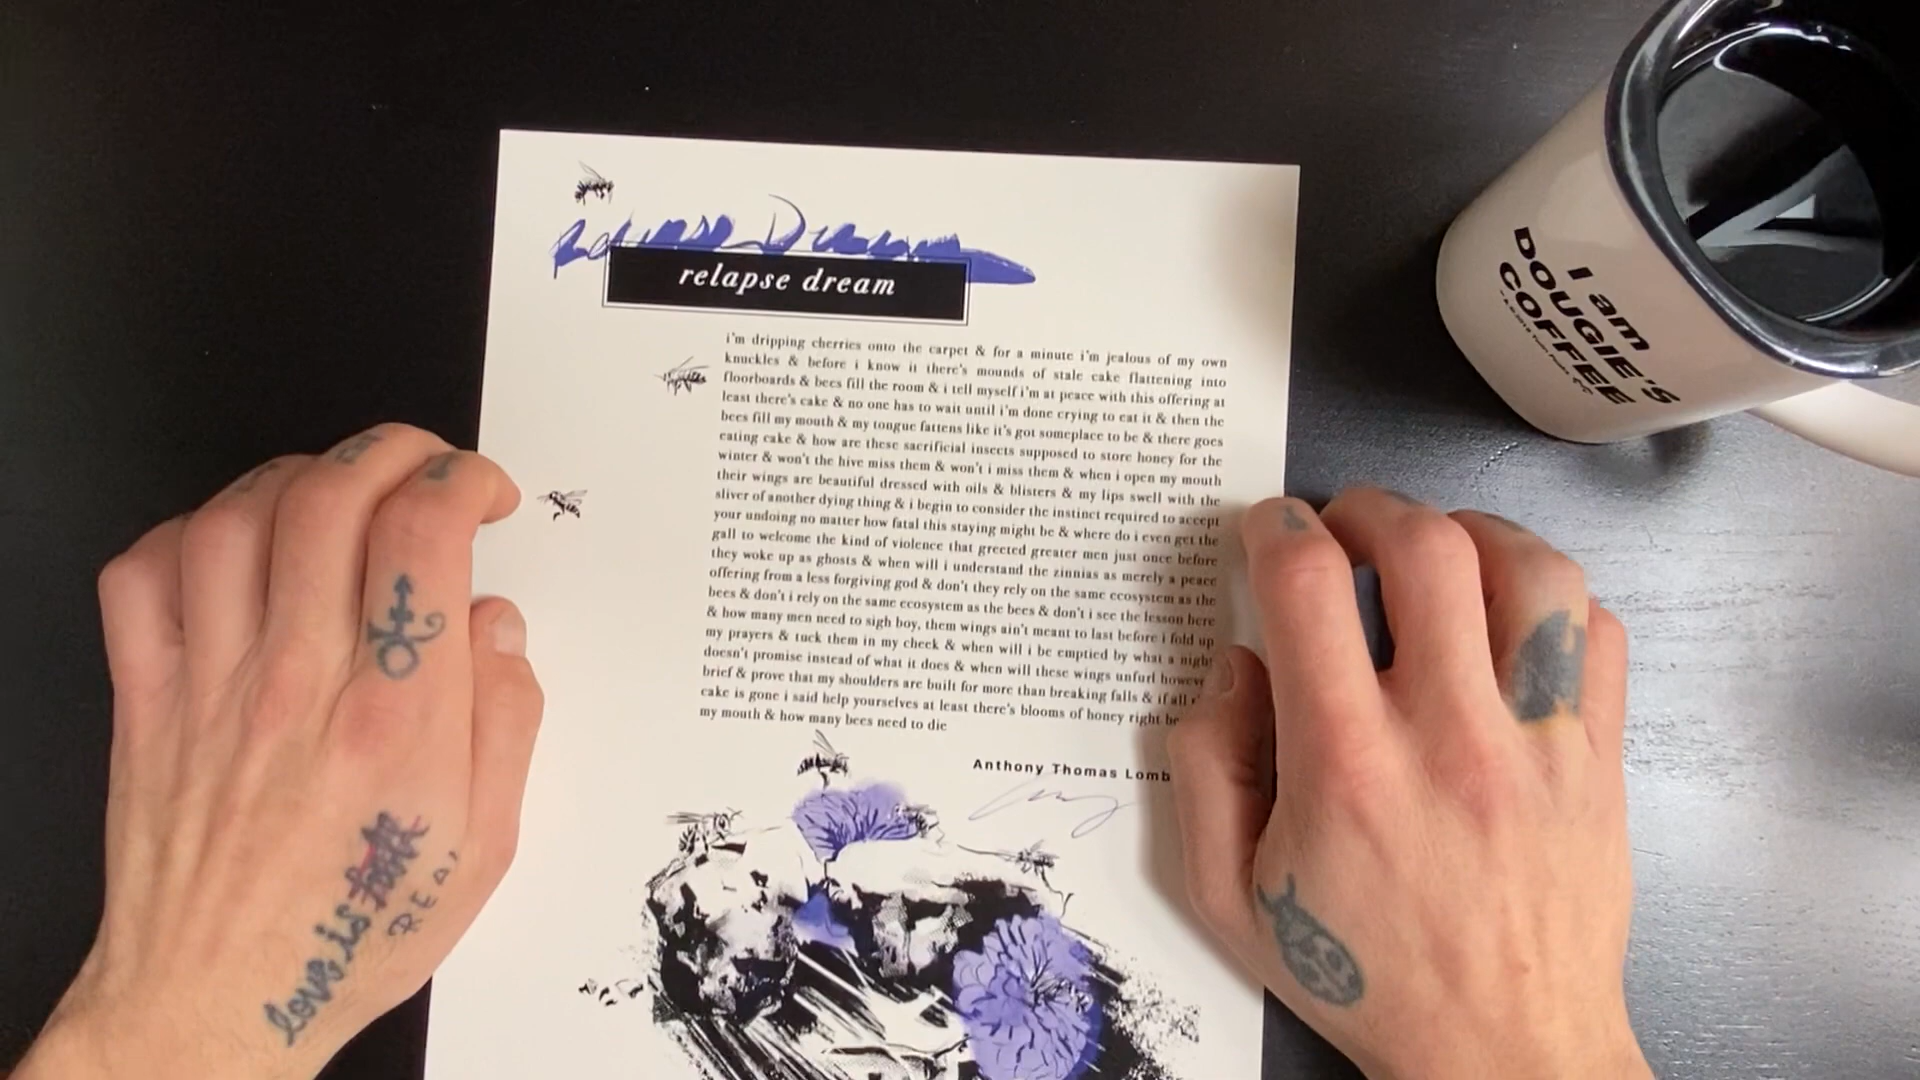 Relapse Dream
relapse dream
i'm dripping cherries onto the carpet & for a minute i'm jealous of my own
knuckles & before i know it there's mounds of stale cake flattening into
floorboards & bees fill the room & i tell myself i'm at peace with this offering at
least there's cake & no one has to wait until i'm done crying to eat it & then the
bees fill my mouth & my tongue fattens like it's got someplace to be & there goes
eating cake & how are these sacrificial insects supposed to store honey for the
winter & won't the hive miss them & won't i miss them & when i open my mouth
their wings are beautiful dressed with oils & blisters & my lips swell with the
sliver of another dying thing & i begin to consider the instinct required to accept
your undoing no matter how fatal this staying might be & where do i even get the
gall to welcome the kind of violence that greeted greater men just once before
they woke up as ghosts & when will i understand the zinnias as merely a peace
offering from a less forgiving god & don't they rely on the same ecosystem as the
bees & don't i rely on the same ecosystem as the bees & don't i see the lesson here
& how many men need to sigh boy, them wings ain't meant to last before i fold up
my prayers & tuck them in my cheek & when will i be emptied by what a night
doesn't promise instead of what it does & when will these wings unfurl howeve
brief & prove that my shoulders are built for more than breaking falls & if all
cake is gone i said help yourselves at least there's blooms of honey right be
my mouth & how many bees need to die
Anthony Thomas Lomb
I am
DOUGIE'S
COFFEE
love is
REA